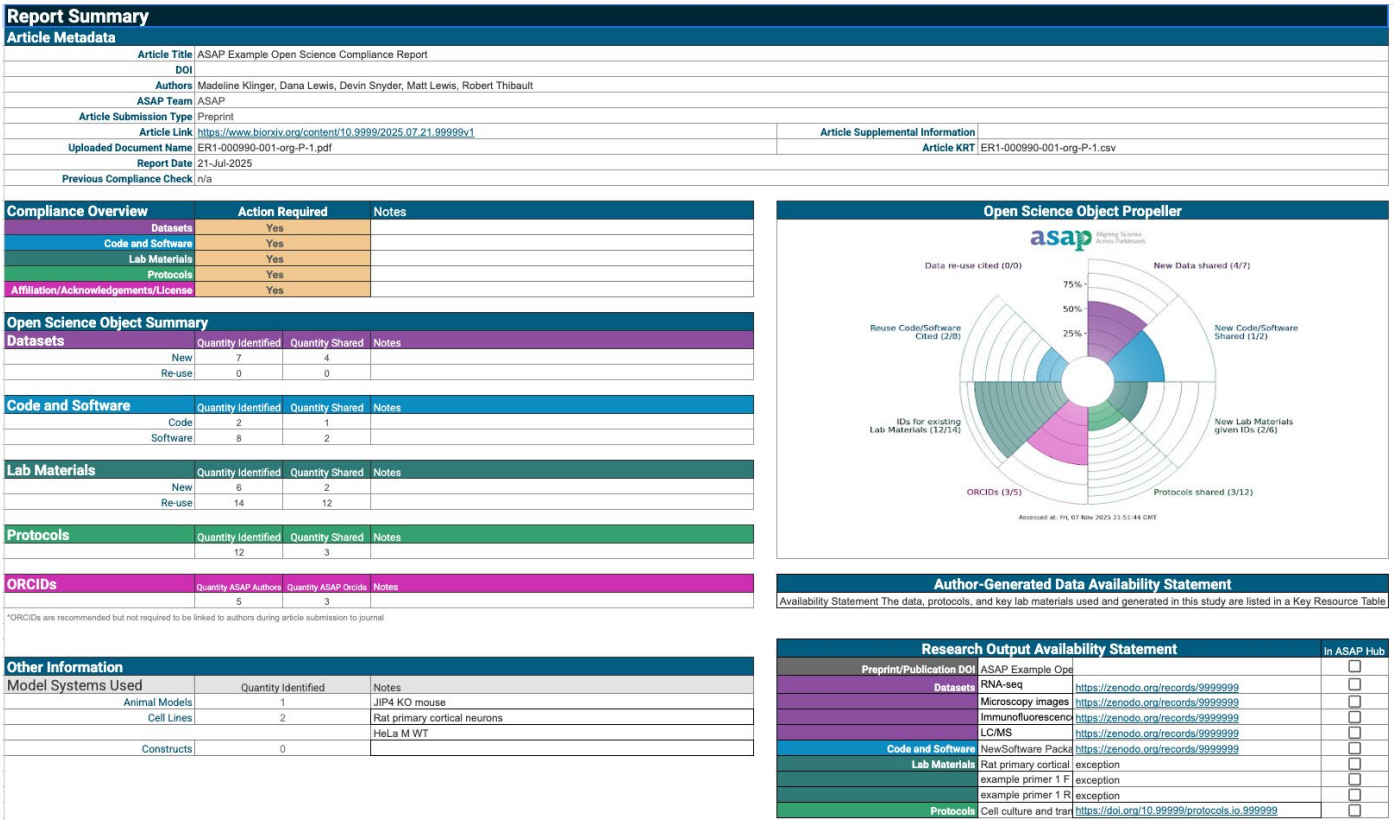 Report Summary
Article Metadata
Article Title ASAP Example Open Science Compliance Report
DOI
Authors Madeline Klinger, Dana Lewis, Devin Snyder, Matt Lewis, Robert Thibault
ASAP Team ASAP
Article Submission Type Preprint
Article Link https://www.biorxiv.org/content/10.9999/2025.07.21.99999v1 Article Supplemental Information
Uploaded Document Name ER1-000990-001-org-P-1.pdf Article KRT ER1-000990-001-org-P-1.csv
Report Date 21-Jul-2025
Previous Compliance Check n/a
Compliance Overview Action Required Notes
Datasets Yes
Code and Software Yes
Lab Materials Yes
Protocols Yes
Affiliation/Acknowledgements/License Yes
Open Science Object Summary
Datasets Quantity Identified Quantity Shared Notes
New 7 4
Re-use 0 0
Code and Software Quantity Identified Quantity Shared Notes
Code 2 1
Software 8 2
Lab Materials Quantity Identified Quantity Shared Notes
New 6 2
Re-use 14 12
Protocols Quantity Identified Quantity Shared Notes
12 3
ORCIDs Quantity ASAP Authors Quantity ASAP Orcids Notes
5 3
*ORCIDs are recommended but not required to be linked to authors during article submission to journal
Other Information
Model Systems Used Quantity Identified Notes
Animal Models 1 JIP4 KO mouse
Cell Lines 2 Rat primary cortical neurons
HeLa M WT
Constructs 0
Open Science Object Propeller
asap Aligning Science Across Parkinson's
Data re-use cited (0/0)
New Data shared (4/7)
75%
50%
25%
Reuse Code/Software
Cited (2/8)
New Code/Software
Shared (1/2)
IDs for existing
Lab Materials (12/14)
New Lab Materials
given IDs (2/6)
ORCIDs (3/5)
Protocols shared (3/12)
Assessed at: Fri, 07 Nov 2025 21:51:44 GMT
Author-Generated Data Availability Statement
Availability Statement The data, protocols, and key lab materials used and generated in this study are listed in a Key Resource Table
Research Output Availability Statement In ASAP Hub
Preprint/Publication DOI ASAP Example Ope
Datasets RNA-seq https://zenodo.org/records/9999999
Microscopy images https://zenodo.org/records/9999999
Immunofluorescenc https://zenodo.org/records/9999999
LC/MS https://zenodo.org/records/9999999
Code and Software NewSoftware Packa https://zenodo.org/records/9999999
Lab Materials Rat primary cortical exception
example primer 1 F exception
example primer 1 R exception
Protocols Cell culture and tran https://doi.org/10.99999/protocols.io.999999